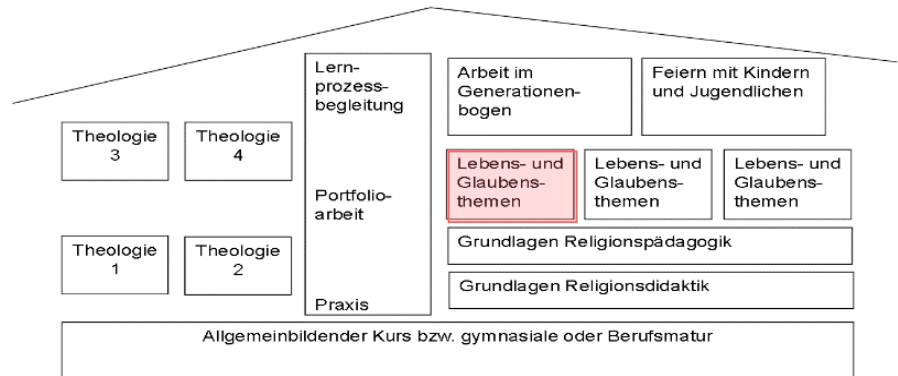 Lern-
prozess-
begleitung
Portfolio-
arbeit
Praxis
Arbeit im
Generationen-
bogen
Feiern mit Kindern
und Jugendlichen
Theologie
3
Theologie
4
Lebens- und
Glaubens-
themen
Lebens- und
Glaubens-
themen
Lebens- und
Glaubens-
themen
Theologie
1
Theologie
2
Grundlagen Religionspädagogik
Grundlagen Religionsdidaktik
Allgemeinbildender Kurs bzw. gymnasiale oder Berufsmatur